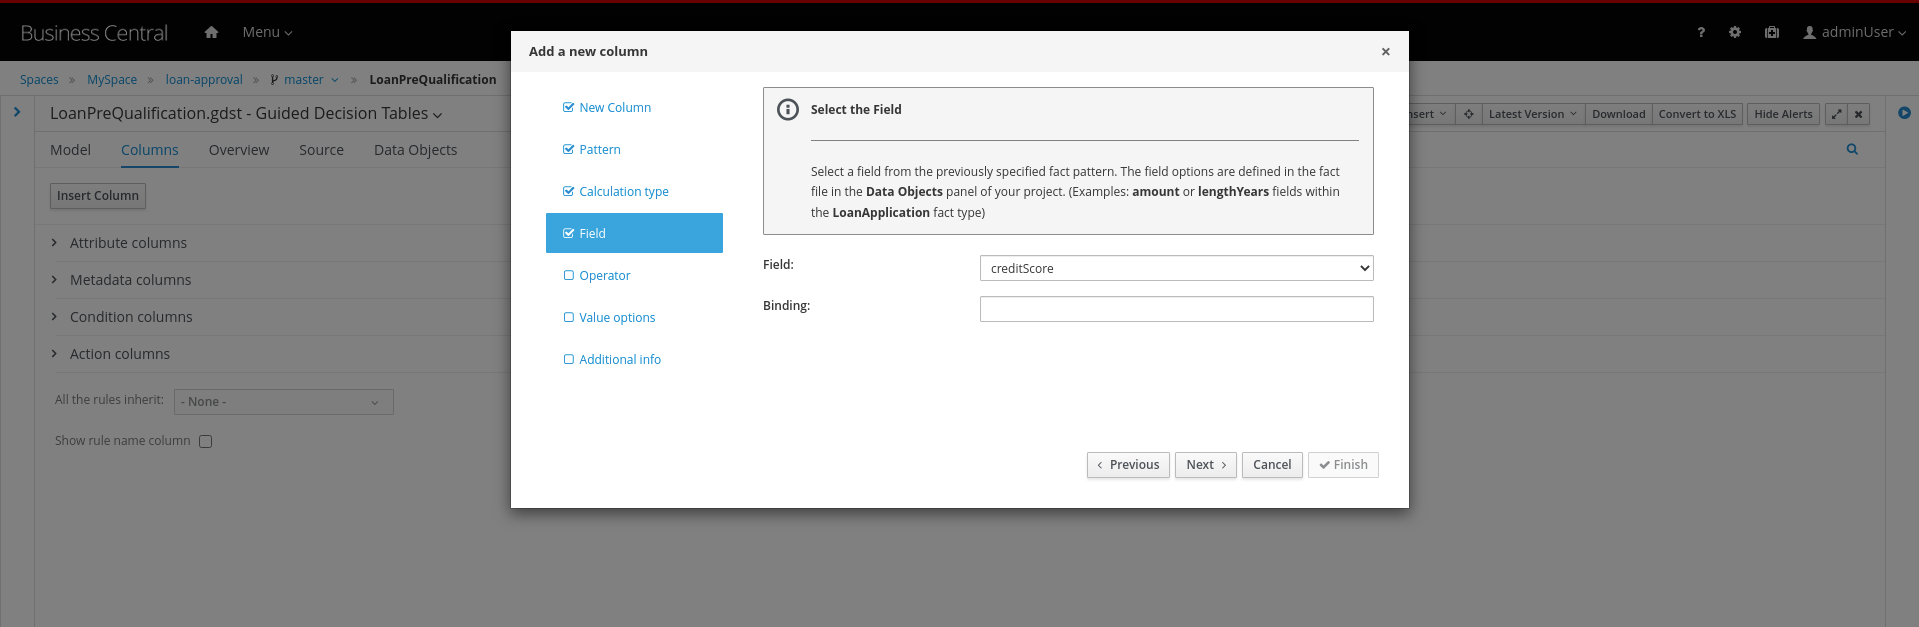 Business Central
Menu
?
adminUser
Spaces » MySpace » loan-approval » master » LoanPreQualification
LoanPreQualification.gdst - Guided Decision Tables
nsert
Latest Version
Download
Convert to XLS
Hide Alerts
Model
Columns
Overview
Source
Data Objects
Insert Column
Attribute columns
Metadata columns
Condition columns
Action columns
All the rules inherit: - None -
Show rule name column
Add a new column
×
New Column
Pattern
Calculation type
Field
Operator
Value options
Additional info
Select the Field
Select a field from the previously specified fact pattern. The field options are defined in the fact
file in the Data Objects panel of your project. (Examples: amount or lengthYears fields within
the LoanApplication fact type)
Field: creditScore
Binding:
Previous
Next
Cancel
Finish